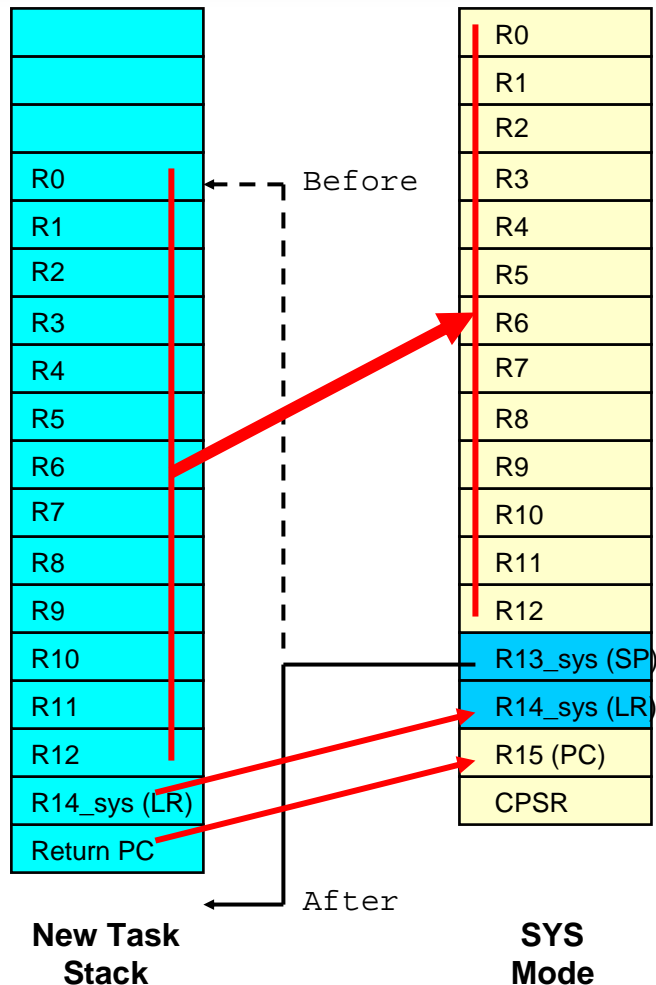 R0
R1
R2
R3
R4
R5
R6
R7
R8
R9
R10
R11
R12
R14_sys (LR)
Return PC
New Task
Stack
Before
After
R0
R1
R2
R3
R4
R5
R6
R7
R8
R9
R10
R11
R12
R13_sys (SP)
R14_sys (LR)
R15 (PC)
CPSR
SYS
Mode